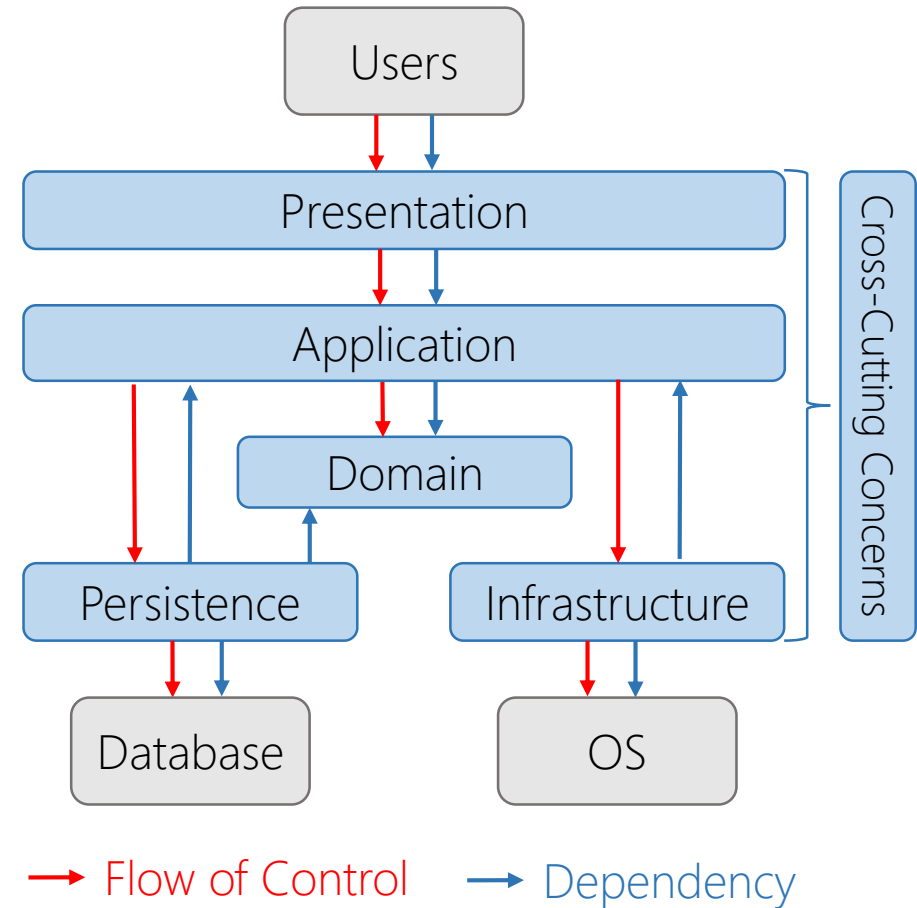 Users
Presentation
Cross-Cutting Concerns
Application
Domain
Persistence
Infrastructure
Database
OS
Flow of Control
Dependency